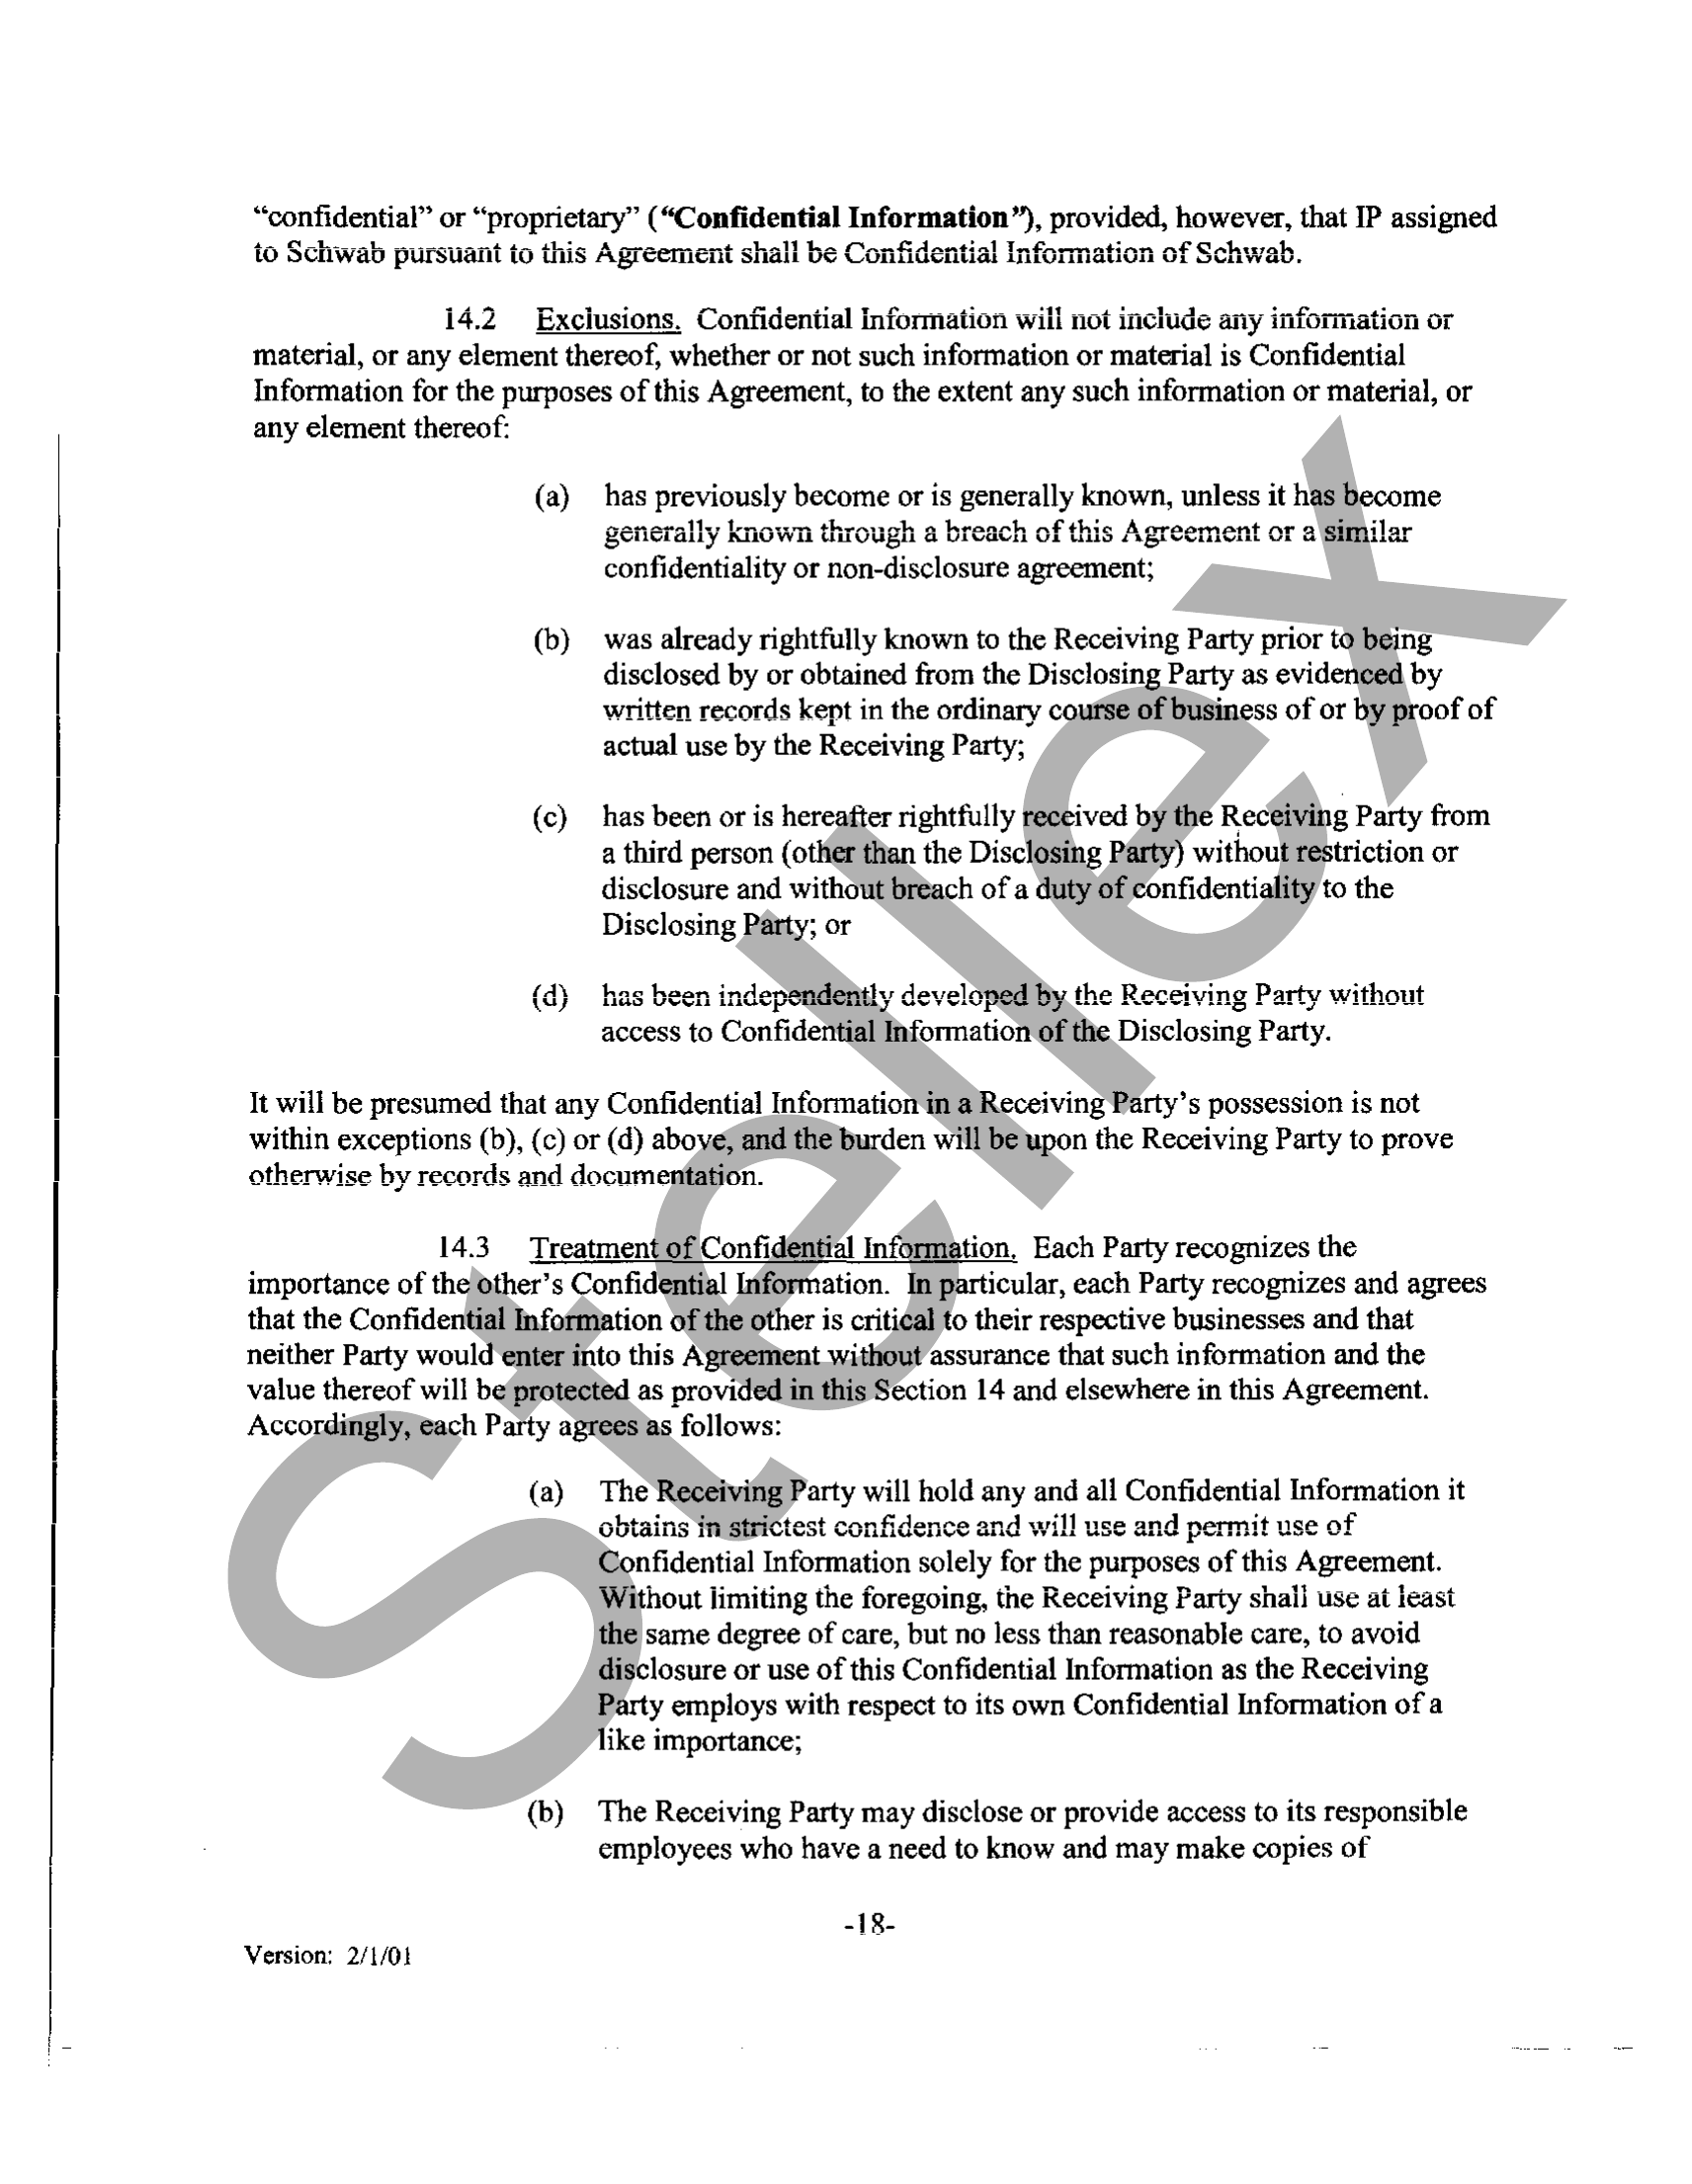 “confidential” or “proprietary” (“Confidential Information”), provided, however, that IP assigned
to Schwab pursuant to this Agreement shall be Confidential Information of Schwab.
14.2 Exclusions. Confidential Information will not include any information or
material, or any element thereof, whether or not such information or material is Confidential
Information for the purposes of this Agreement, to the extent any such information or material, or
any element thereof:
(a) has previously become or is generally known, unless it has become
generally known through a breach of this Agreement or a similar
confidentiality or non-disclosure agreement;
(b) was already rightfully known to the Receiving Party prior to being
disclosed by or obtained from the Disclosing Party as evidenced by
written records kept in the ordinary course of business of or by proof of
actual use by the Receiving Party;
(c) has been or is hereafter rightfully received by the Receiving Party from
a third person (other than the Disclosing Party) without restriction or
disclosure and without breach of a duty of confidentiality to the
Disclosing Party; or
(d) has been independently developed by the Receiving Party without
access to Confidential Information of the Disclosing Party.
It will be presumed that any Confidential Information in a Receiving Party’s possession is not
within exceptions (b), (c) or (d) above, and the burden will be upon the Receiving Party to prove
otherwise by records and documentation.
14.3 Treatment of Confidential Information. Each Party recognizes the
importance of the other’s Confidential Information. In particular, each Party recognizes and agrees
that the Confidential Information of the other is critical to their respective businesses and that
neither Party would enter into this Agreement without assurance that such information and the
value thereof will be protected as provided in this Section 14 and elsewhere in this Agreement.
Accordingly, each Party agrees as follows:
(a) The Receiving Party will hold any and all Confidential Information it
obtains in strictest confidence and will use and permit use of
Confidential Information solely for the purposes of this Agreement.
Without limiting the foregoing, the Receiving Party shall use at least
the same degree of care, but no less than reasonable care, to avoid
disclosure or use of this Confidential Information as the Receiving
Party employs with respect to its own Confidential Information of a
like importance;
(b) The Receiving Party may disclose or provide access to its responsible
employees who have a need to know and may make copies of
-18-
Version: 2/1/01
Stellex